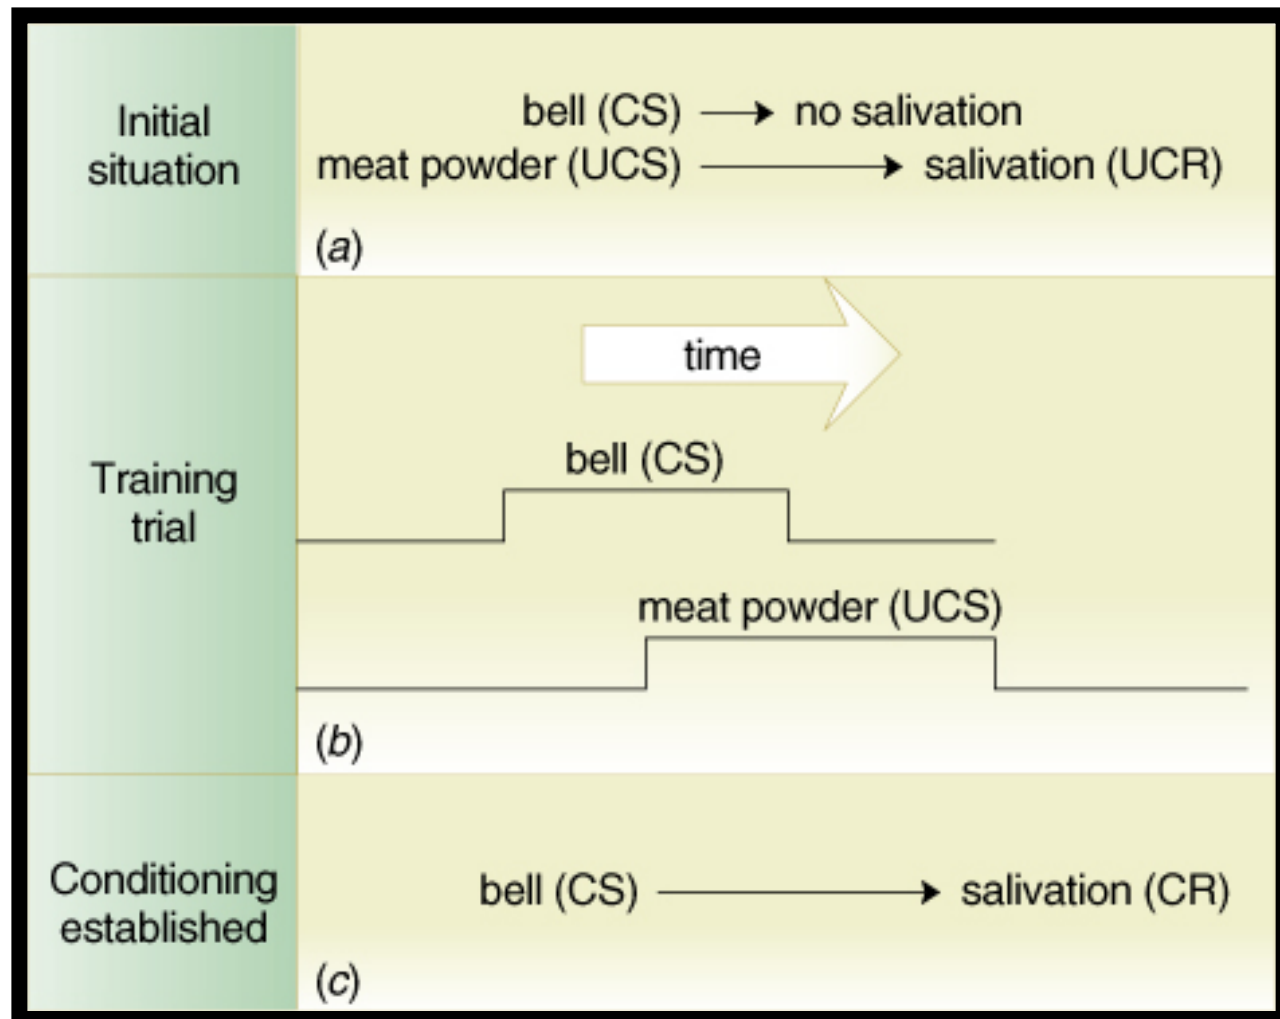 Initial
situation
bell (CS) → no salivation
meat powder (UCS) → salivation (UCR)
(a)
Training
trial
time
bell (CS)
meat powder (UCS)
(b)
Conditioning
established
bell (CS) → salivation (CR)
(c)